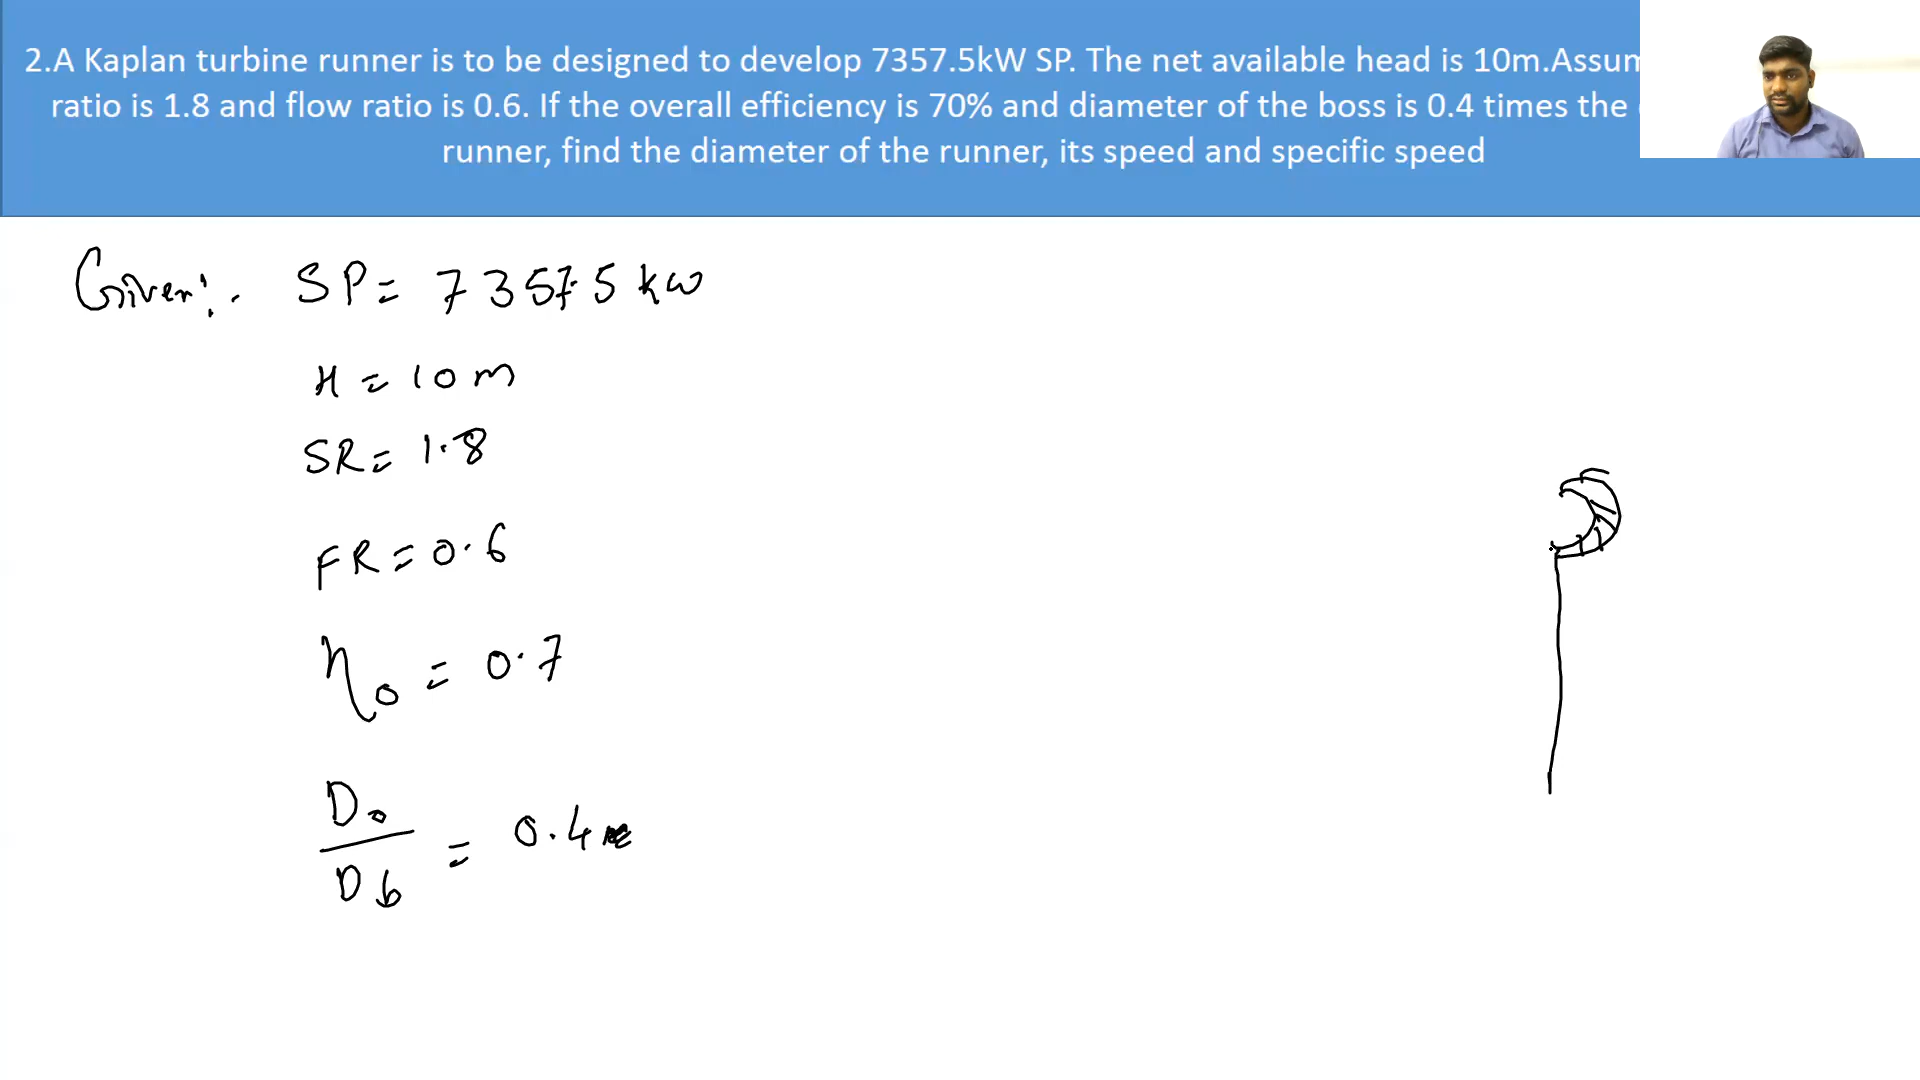 2.A Kaplan turbine runner is to be designed to develop 7357.5kW SP. The net available head is 10m.Assum
ratio is 1.8 and flow ratio is 0.6. If the overall efficiency is 70% and diameter of the boss is 0.4 times the
runner, find the diameter of the runner, its speed and specific speed
Given:. SP= 7357.5 kw
H = 10 m
SR= 1.8
FR = 0.6
η₀ = 0.7
D₀
/
Db
= 0.4